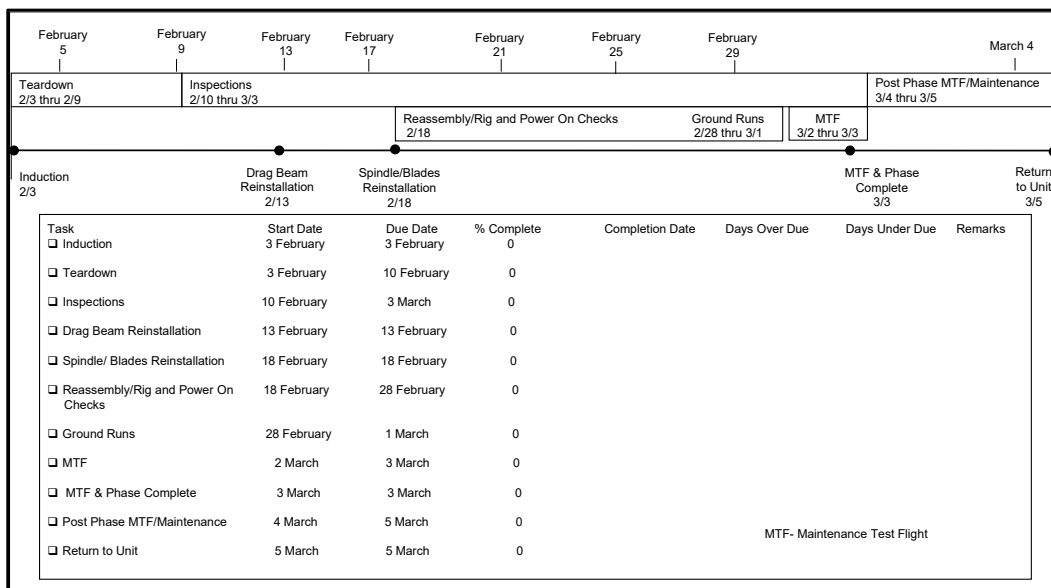 February 5
February 9
February 13
February 17
February 21
February 25
February 29
March 4
Teardown
2/3 thru 2/9
Inspections
2/10 thru 3/3
Post Phase MTF/Maintenance
3/4 thru 3/5
Reassembly/Rig and Power On Checks
2/18
Ground Runs
2/28 thru 3/1
MTF
3/2 thru 3/3
Induction
2/3
Drag Beam
Reinstallation
2/13
Spindle/Blades
Reinstallation
2/18
MTF & Phase
Complete
3/3
Return
to Unit
3/5
Task Start Date Due Date % Complete Completion Date Days Over Due Days Under Due Remarks
❑ Induction 3 February 3 February 0
❑ Teardown 3 February 10 February 0
❑ Inspections 10 February 3 March 0
❑ Drag Beam Reinstallation 13 February 13 February 0
❑ Spindle/ Blades Reinstallation 18 February 18 February 0
❑ Reassembly/Rig and Power On 18 February 28 February 0
Checks
❑ Ground Runs 28 February 1 March 0
❑ MTF 2 March 3 March 0
❑ MTF & Phase Complete 3 March 3 March 0
❑ Post Phase MTF/Maintenance 4 March 5 March 0
❑ Return to Unit 5 March 5 March 0
MTF- Maintenance Test Flight